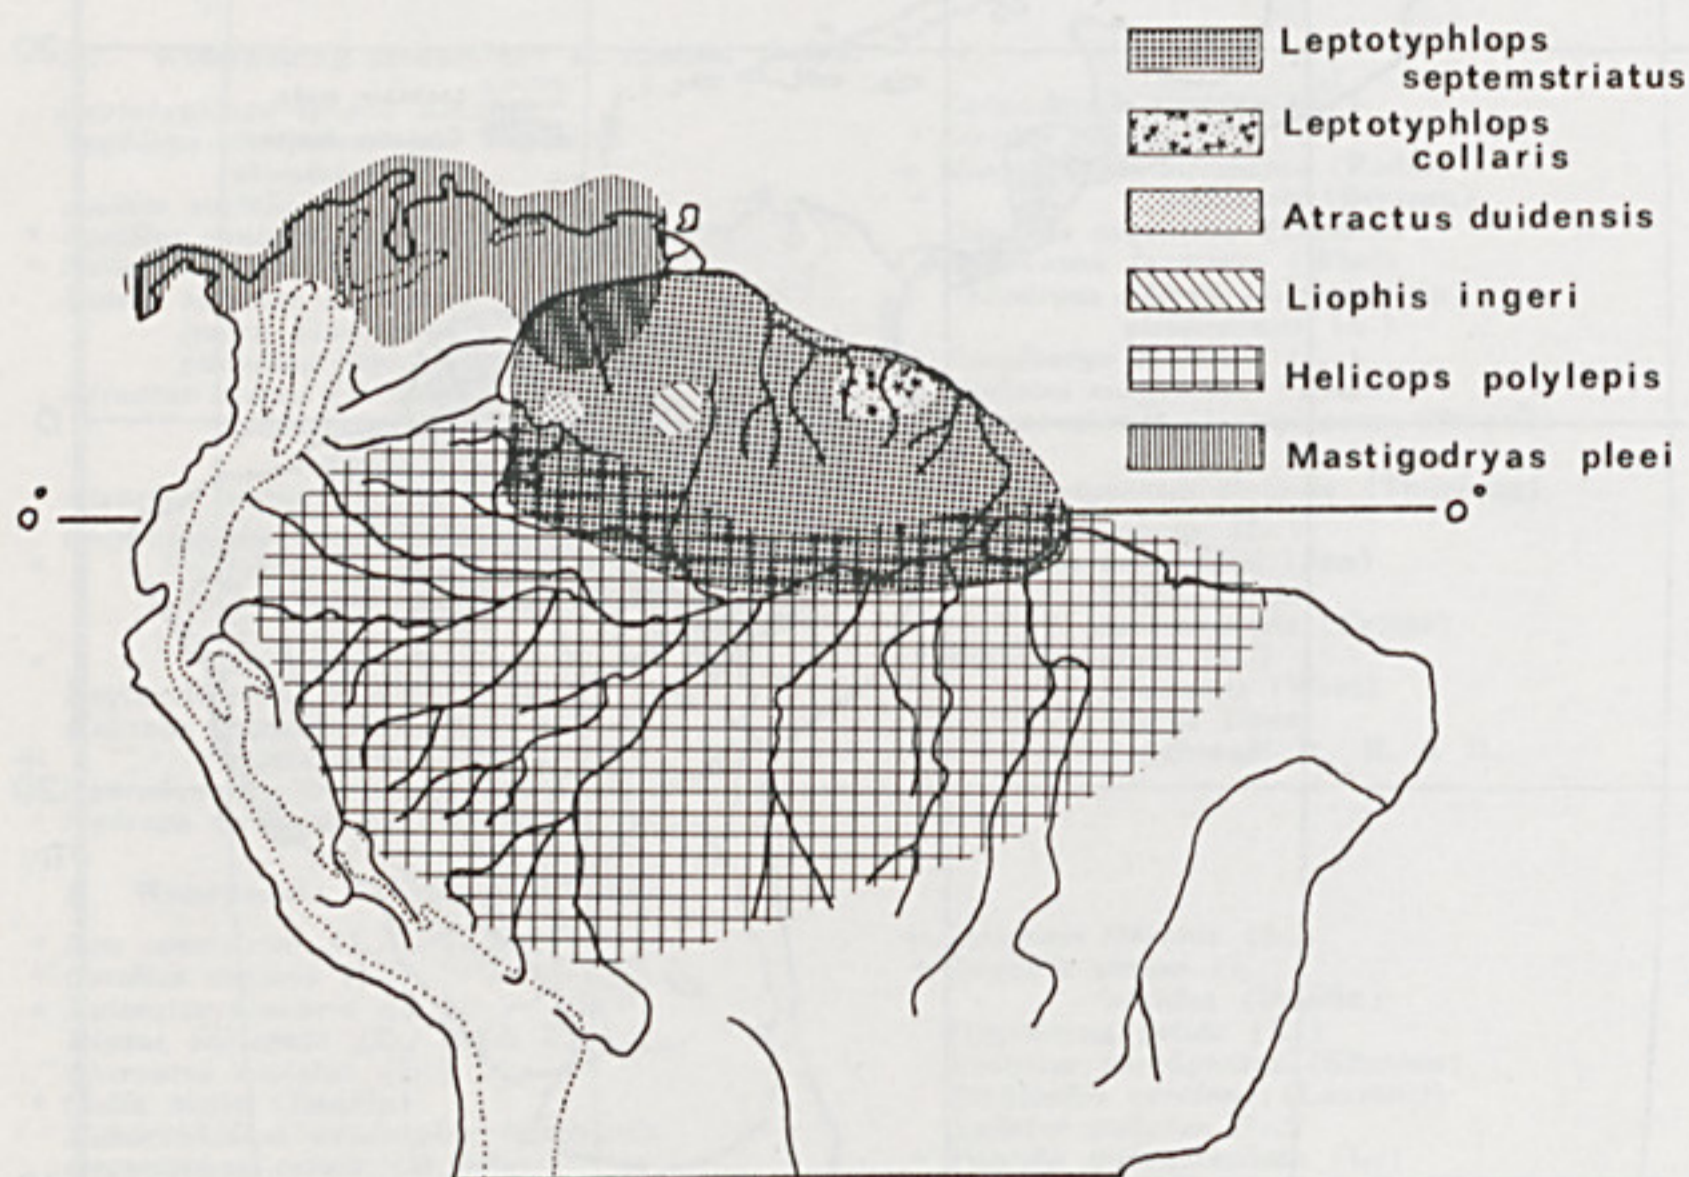 Leptotyphlops
septemstriatus
Leptotyphlops
collaris
Atractus duidensis
Liophis ingeri
Helicops polylepis
Mastigodryas pleei
0°
0°